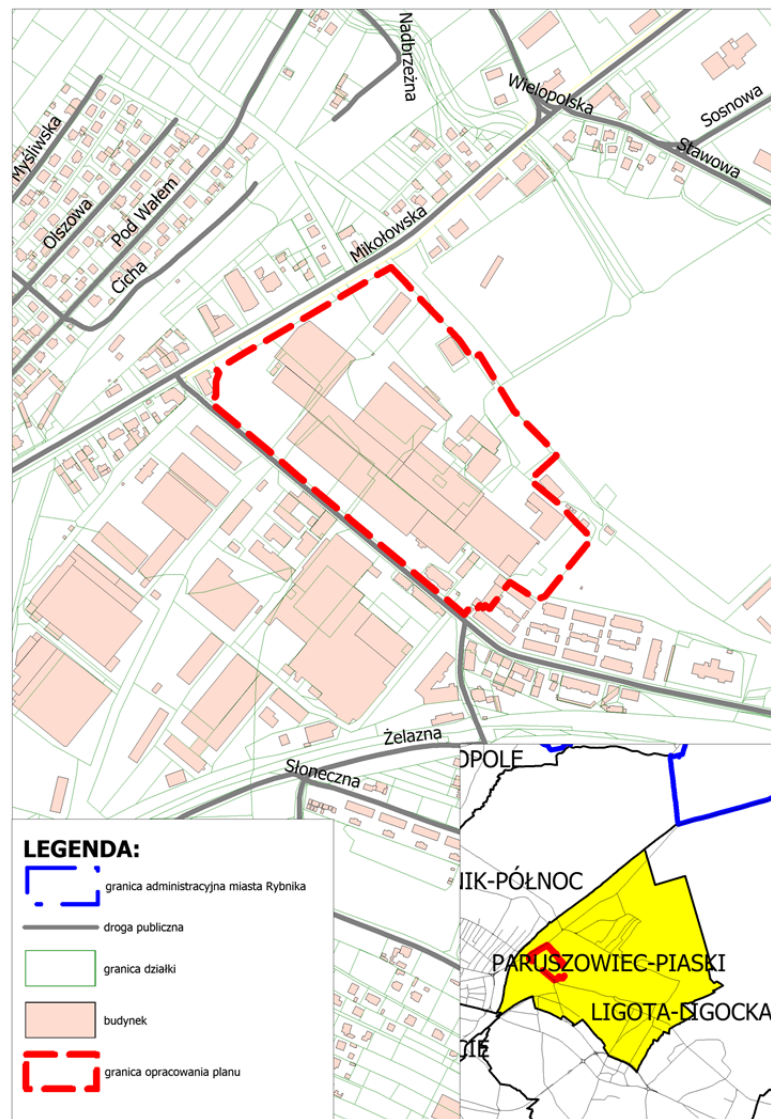 Nadbrzeżna
Wielopolska
Sosnowa
Stawowa
Myśliwska
Olszowa
Pod Wałem
Cicha
Mikołowska
Żelazna
Słoneczna
LEGENDA:
granica administracyjna miasta Rybnika
droga publiczna
granica działki
budynek
granica opracowania planu
OPOLE
NIK-PÓŁNOC
PARUSZOWIEC-PIASKI
LIGOTA-LIGOCKA
CIE